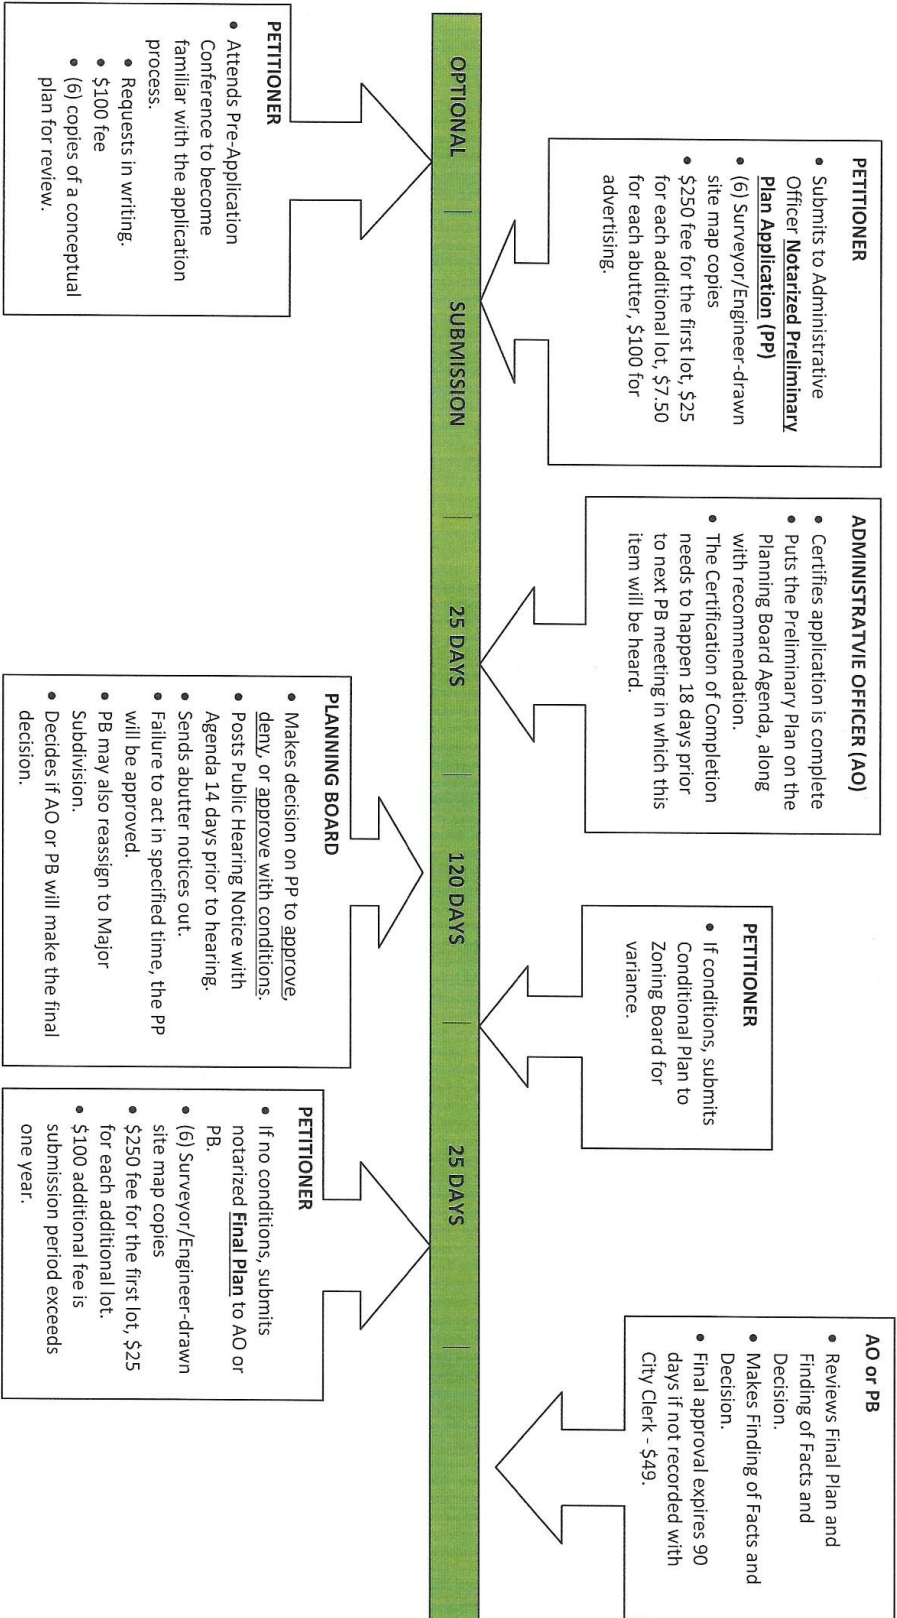 PETITIONER
• Submits to Administrative
Officer Notarized Preliminary
Plan Application (PP)
• (6) Surveyor/Engineer-drawn
site map copies
• $250 fee for the first lot, $25
for each additional lot, $7.50
for each abutter, $100 for
advertising.
ADMINISTRATVIE OFFICER (AO)
• Certifies application is complete
• Puts the Preliminary Plan on the
Planning Board Agenda, along
with recommendation.
• The Certification of Completion
needs to happen 18 days prior
to next PB meeting in which this
item will be heard.
PETITIONER
• If conditions, submits
Conditional Plan to
Zoning Board for
variance.
AO or PB
• Reviews Final Plan and
Finding of Facts and
Decision.
• Makes Finding of Facts and
Decision.
• Final approval expires 90
days if not recorded with
City Clerk - $49.
OPTIONAL
SUBMISSION
25 DAYS
120 DAYS
25 DAYS
PETITIONER
• Attends Pre-Application
Conference to become
familiar with the application
process.
• Requests in writing.
• $100 fee
• (6) copies of a conceptual
plan for review.
PLANNING BOARD
• Makes decision on PP to approve,
deny, or approve with conditions.
• Posts Public Hearing Notice with
Agenda 14 days prior to hearing.
• Sends abutter notices out.
• Failure to act in specified time, the PP
will be approved.
• PB may also reassign to Major
Subdivision.
• Decides if AO or PB will make the final
decision.
PETITIONER
• If no conditions, submits
notarized Final Plan to AO or
PB.
• (6) Surveyor/Engineer-drawn
site map copies
• $250 fee for the first lot, $25
for each additional lot.
• $100 additional fee is
submission period exceeds
one year.